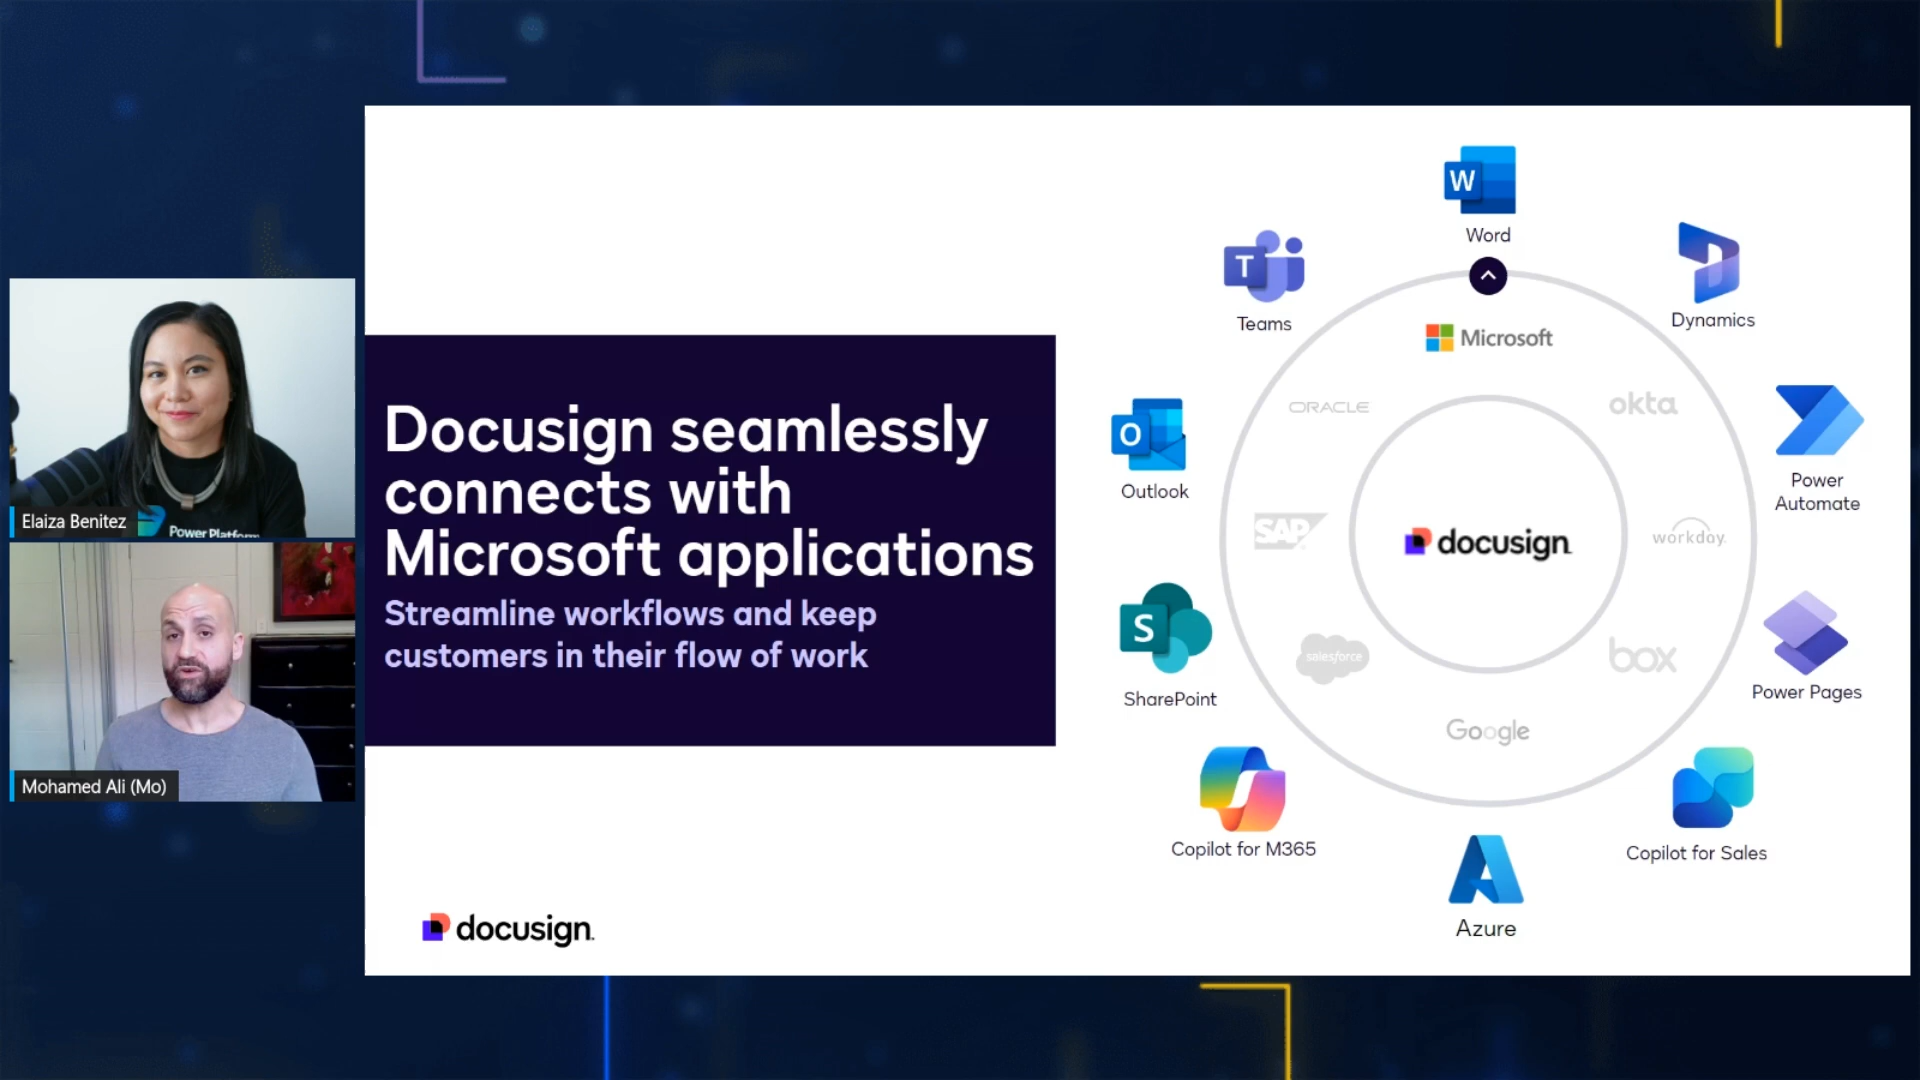 Elaiza Benitez
Power Platform
Mohamed Ali (Mo)
Docusign seamlessly
connects with
Microsoft applications
Streamline workflows and keep
customers in their flow of work
docusign
W
Word
T
Teams
Dynamics
Microsoft
ORACLE
okta
O
Outlook
Power
Automate
SAP
docusign
workday.
S
SharePoint
salesforce
box
Power Pages
Google
Copilot for M365
Copilot for Sales
Azure